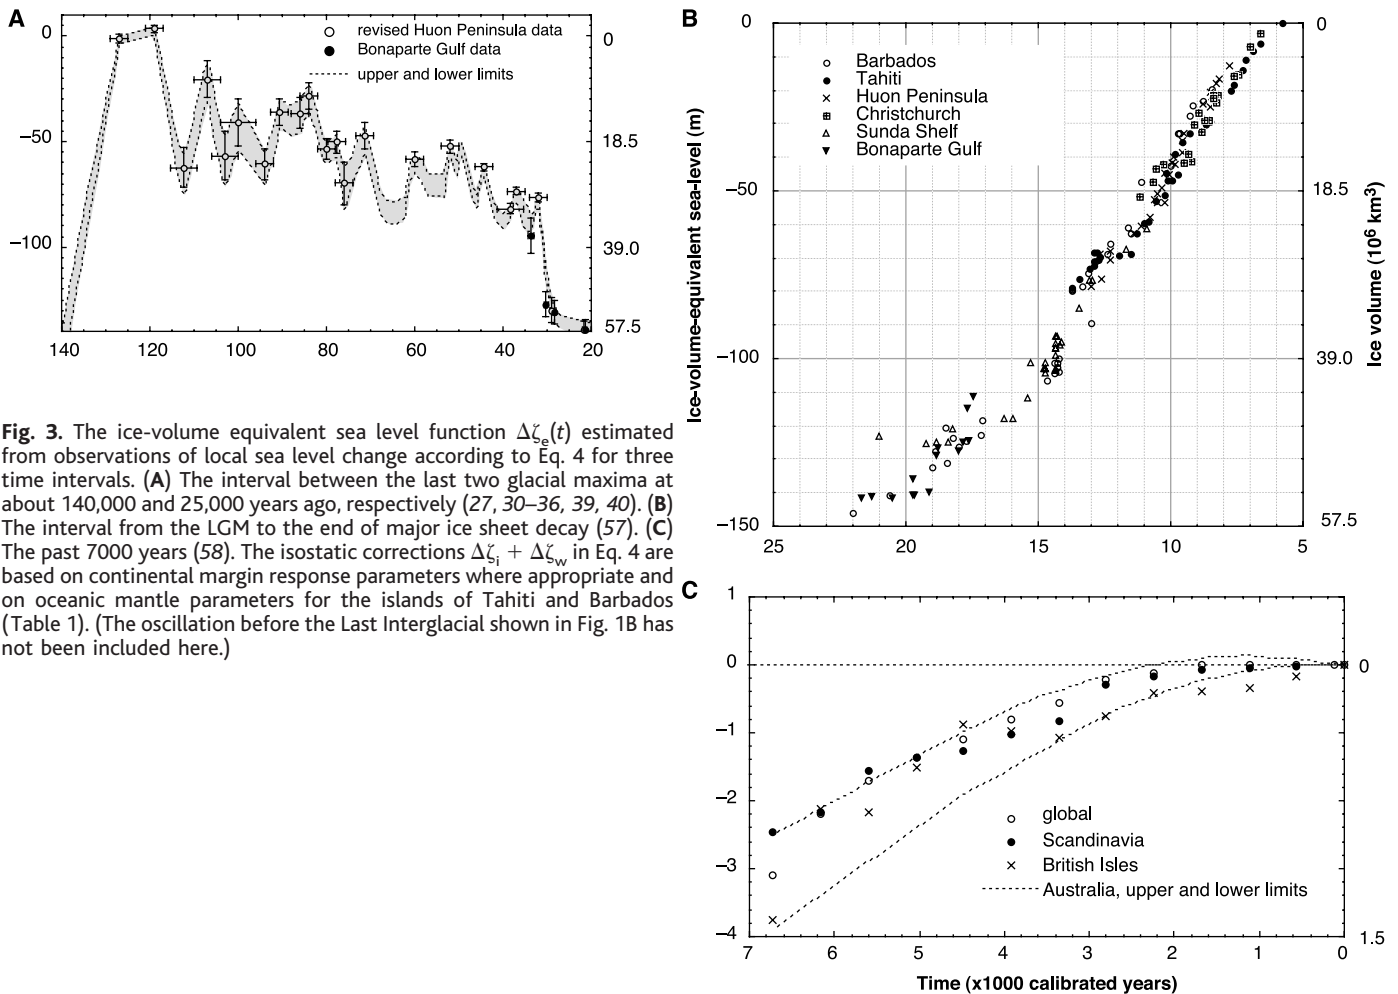 A
0
−50
−100
revised Huon Peninsula data
Bonaparte Gulf data
upper and lower limits
0
18.5
39.0
57.5
140 120 100 80 60 40 20
Fig. 3. The ice-volume equivalent sea level function Δζe(t) estimated
from observations of local sea level change according to Eq. 4 for three
time intervals. (A) The interval between the last two glacial maxima at
about 140,000 and 25,000 years ago, respectively (27, 30–36, 39, 40). (B)
The interval from the LGM to the end of major ice sheet decay (57). (C)
The past 7000 years (58). The isostatic corrections Δζi + Δζw in Eq. 4 are
based on continental margin response parameters where appropriate and
on oceanic mantle parameters for the islands of Tahiti and Barbados
(Table 1). (The oscillation before the Last Interglacial shown in Fig. 1B has
not been included here.)
B
Ice-volume-equivalent sea-level (m)
0
−50
−100
−150
Barbados
Tahiti
Huon Peninsula
Christchurch
Sunda Shelf
Bonaparte Gulf
0
18.5
39.0
57.5
Ice volume (10⁶ km³)
25 20 15 10 5
C
1
0
−1
−2
−3
−4
global
Scandinavia
British Isles
Australia, upper and lower limits
0
1.5
7 6 5 4 3 2 1 0
Time (x1000 calibrated years)